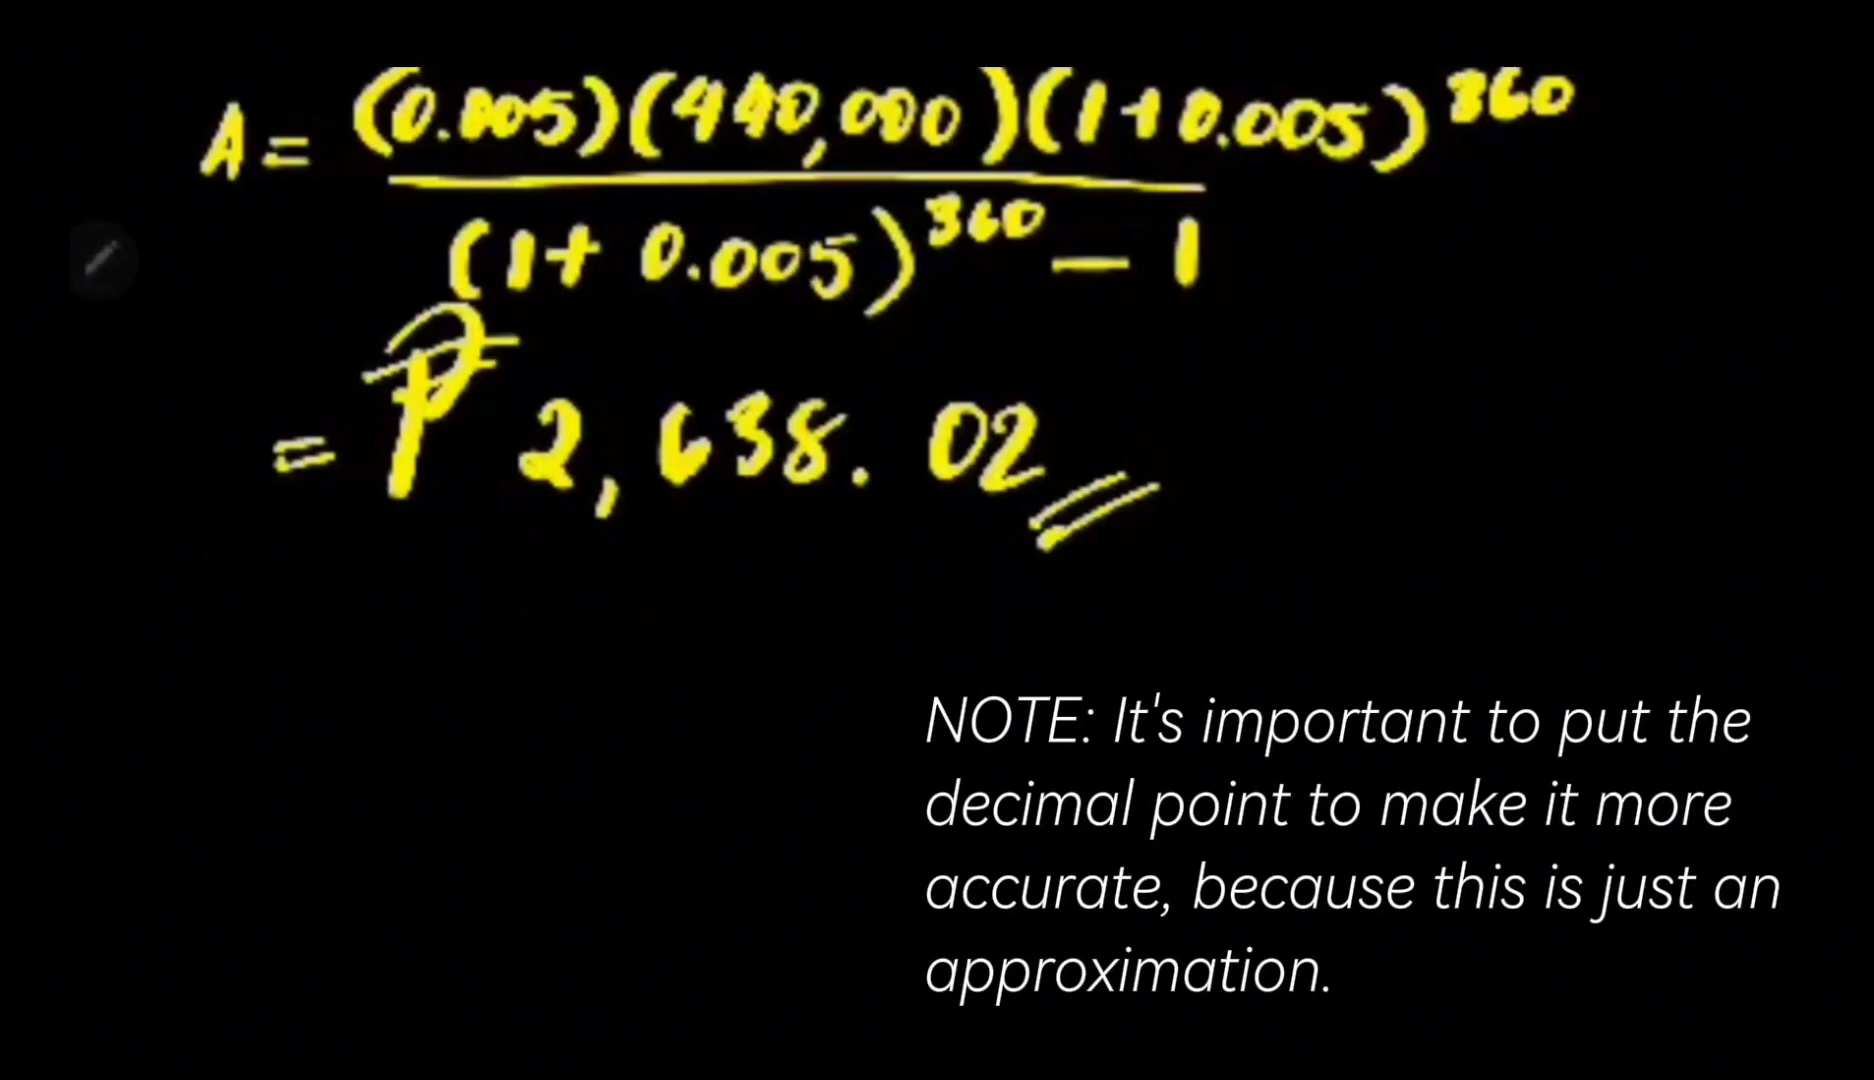 A = (0.005)(440,000)(1+0.005)^360
(1+ 0.005)^360 - 1
= ₱ 2,638.02
NOTE: It's important to put the
decimal point to make it more
accurate, because this is just an
approximation.